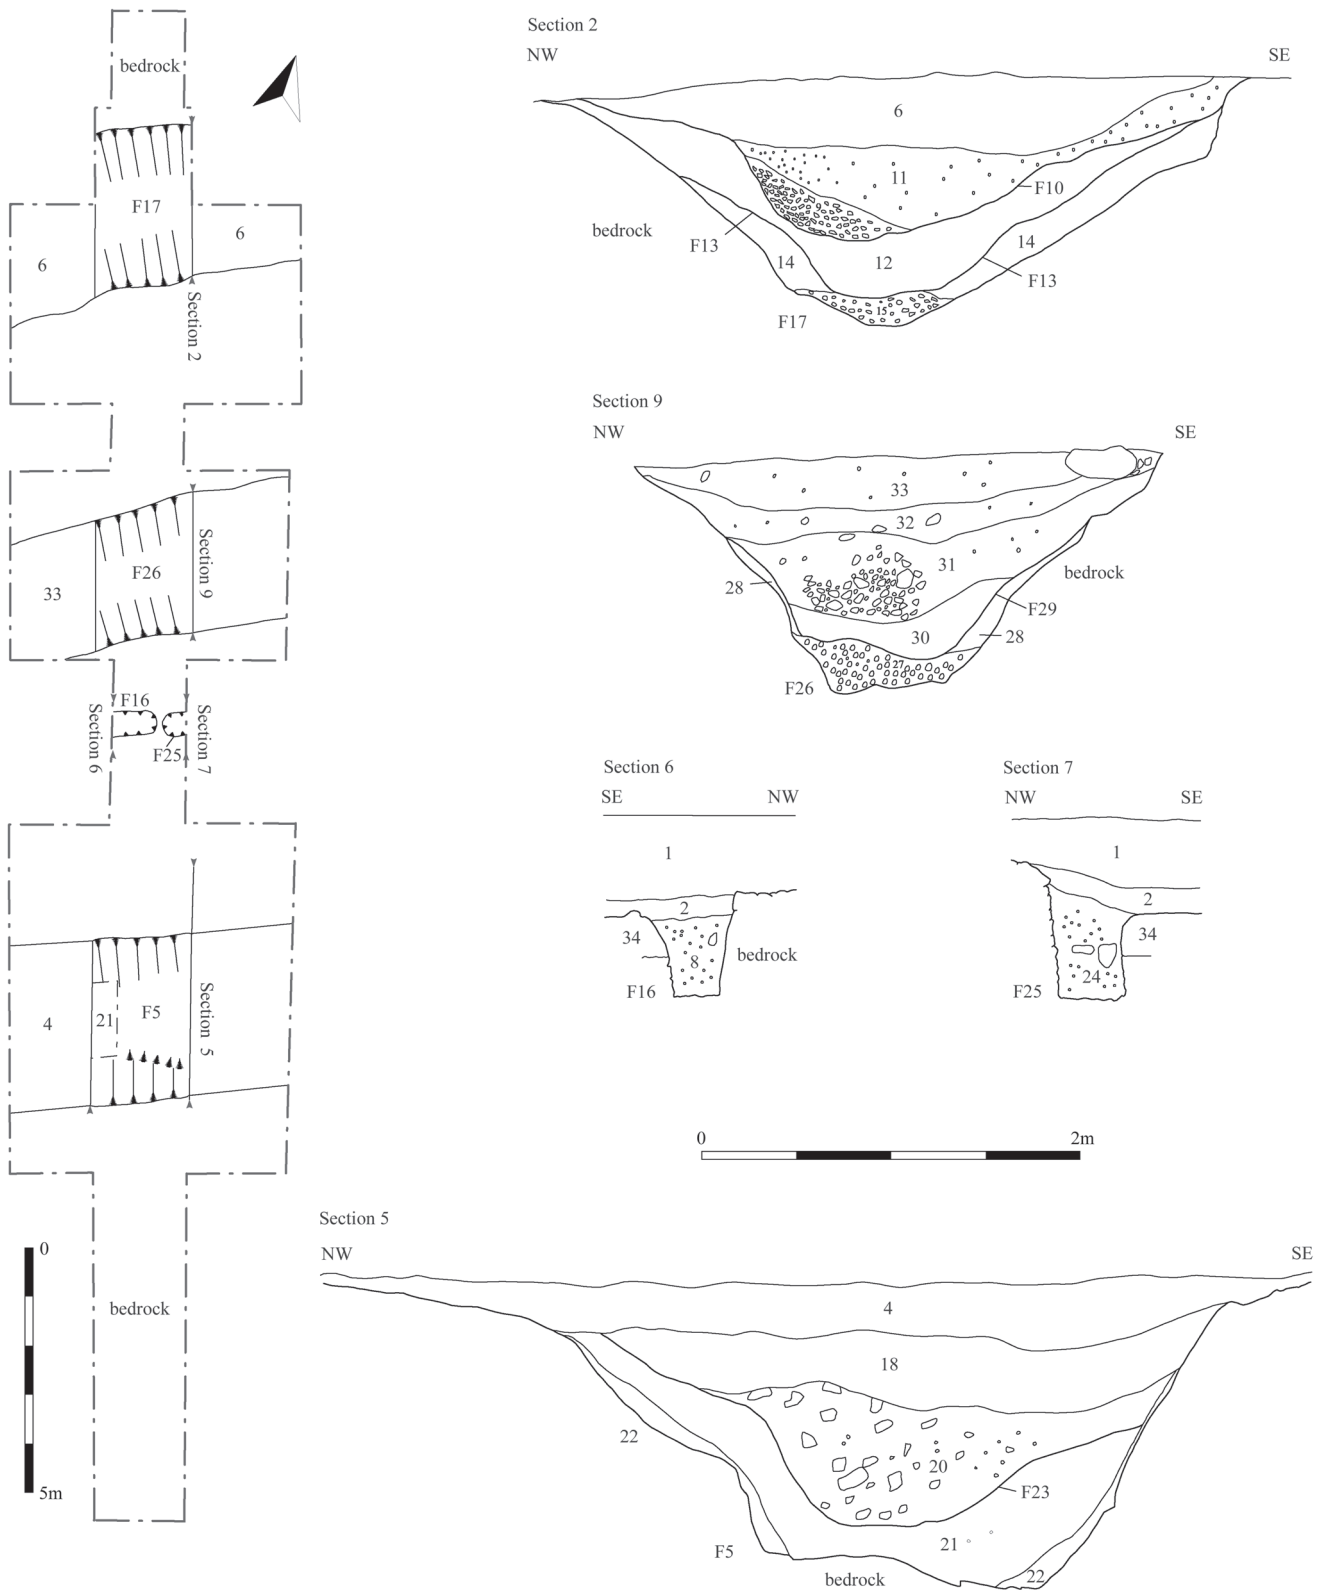 bedrock
F17
6
6
Section 2
F26
33
Section 9
F16
F25
Section 6
Section 7
4
21
F5
Section 5
0
5m
bedrock
Section 2
NW
SE
6
11
F10
bedrock
F13
14
12
14
F13
15
F17
Section 9
NW
SE
33
32
31
bedrock
28
F29
30
28
27
F26
Section 6
SE
NW
1
2
34
8
bedrock
F16
Section 7
NW
SE
1
2
34
24
F25
0
2m
Section 5
NW
SE
4
18
22
20
F23
21
F5
22
bedrock